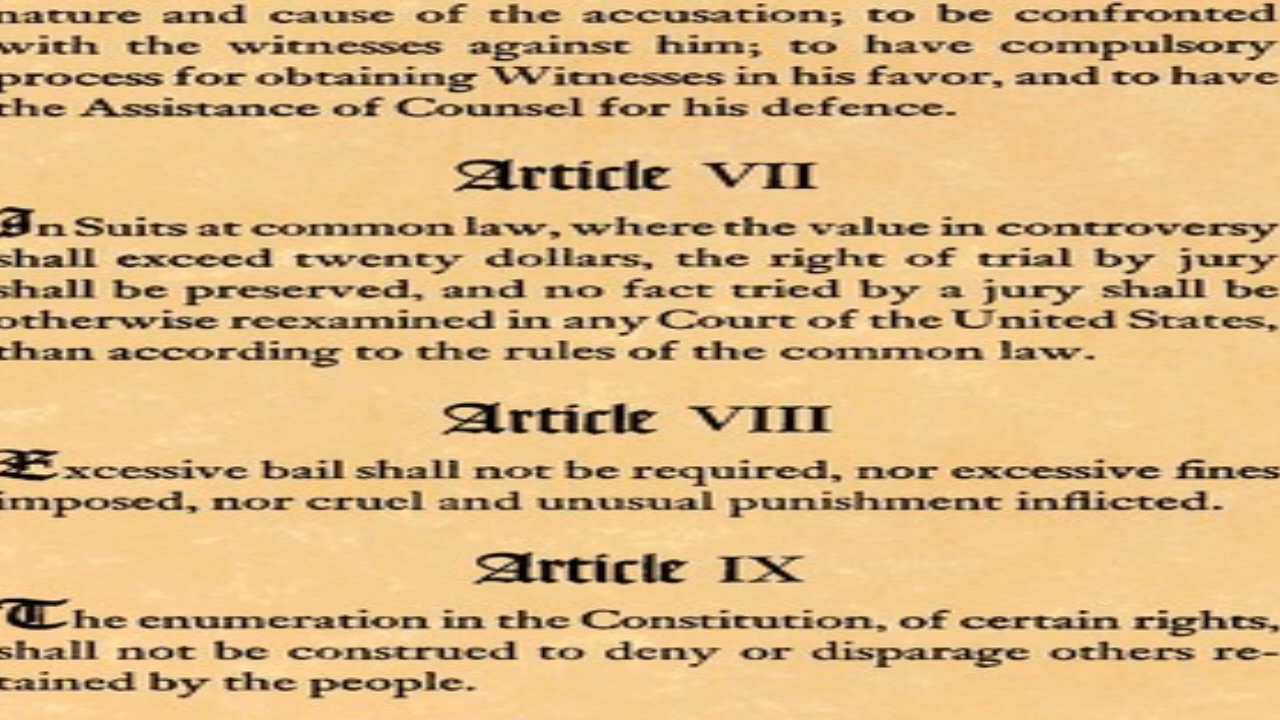 nature and cause of the accusation; to be confronted
with the witnesses against him; to have compulsory
process for obtaining Witnesses in his favor, and to have
the Assistance of Counsel for his defence.
Article VII
In Suits at common law, where the value in controversy
shall exceed twenty dollars, the right of trial by jury
shall be preserved, and no fact tried by a jury shall be
otherwise reexamined in any Court of the United States,
than according to the rules of the common law.
Article VIII
Excessive bail shall not be required, nor excessive fines
imposed, nor cruel and unusual punishment inflicted.
Article IX
The enumeration in the Constitution, of certain rights,
shall not be construed to deny or disparage others re-
tained by the people.